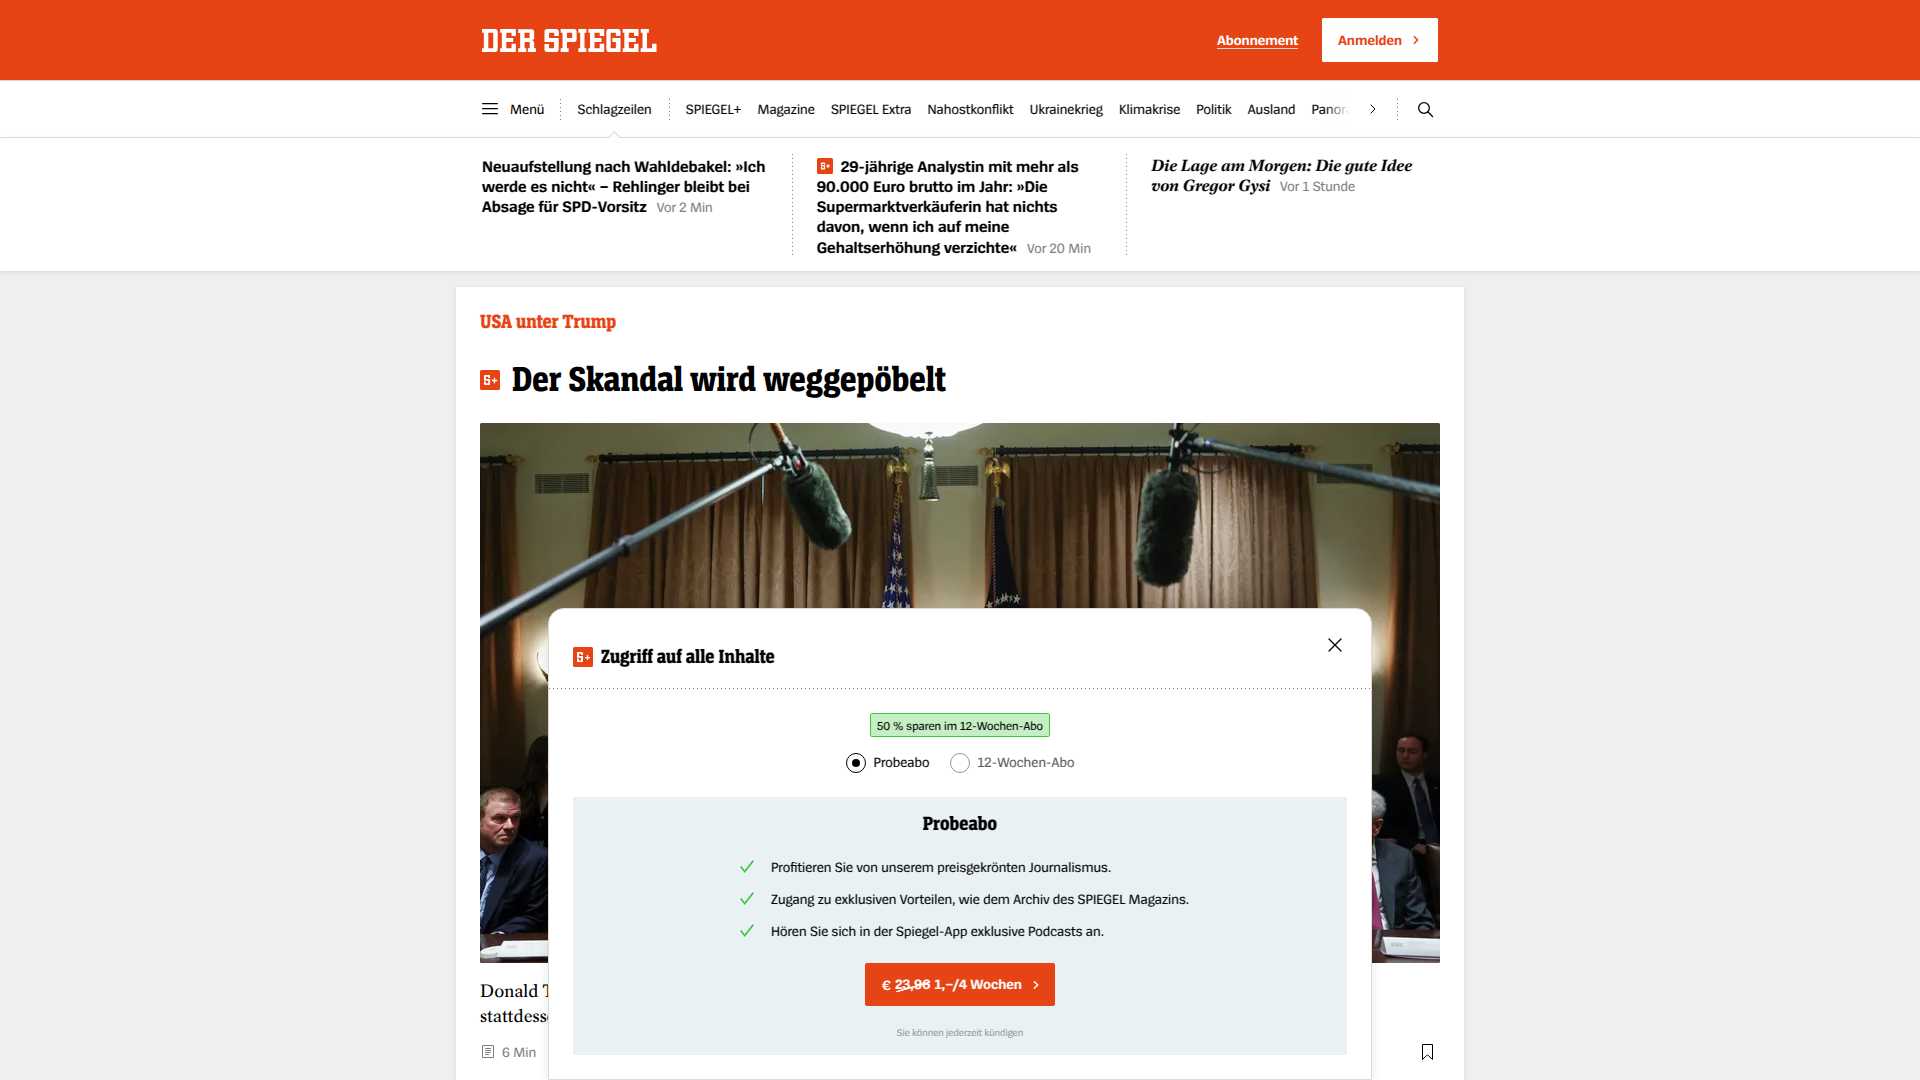 DER SPIEGEL
Abonnement
Anmelden
Menü
Schlagzeilen
SPIEGEL+
Magazine
SPIEGEL Extra
Nahostkonflikt
Ukrainekrieg
Klimakrise
Politik
Ausland
Neuaufstellung nach Wahldebakel: »Ich
werde es nicht« – Rehlinger bleibt bei
Absage für SPD-Vorsitz Vor 2 Min
29-jährige Analystin mit mehr als
90.000 Euro brutto im Jahr: »Die
Supermarktverkäuferin hat nichts
davon, wenn ich auf meine
Gehaltserhöhung verzichte« Vor 20 Min
Die Lage am Morgen: Die gute Idee
von Gregor Gysi Vor 1 Stunde
USA unter Trump
Der Skandal wird weggepöbelt
Zugriff auf alle Inhalte
50 % sparen im 12-Wochen-Abo
Probeabo
12-Wochen-Abo
Probeabo
Profitieren Sie von unserem preisgekrönten Journalismus.
Zugang zu exklusiven Vorteilen, wie dem Archiv des SPIEGEL Magazins.
Hören Sie sich in der Spiegel-App exklusive Podcasts an.
€ 23,96 1,–/4 Wochen
Sie können jederzeit kündigen
Donald
6 Min